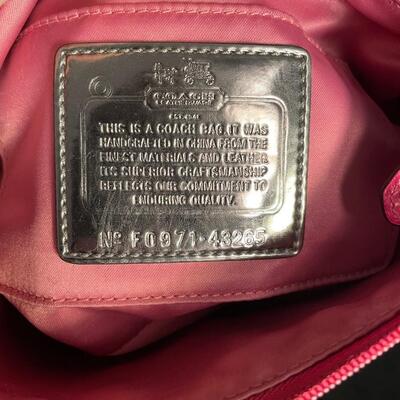 COACH
LEATHERWARE
EST. 1941
THIS IS A COACH BAG. IT WAS
HANDCRAFTED IN CHINA FROM THE
FINEST MATERIALS AND LEATHER.
ITS SUPERIOR CRAFTSMANSHIP
REFLECTS OUR COMMITMENT TO
ENDURING QUALITY.
Nº F0971-43265